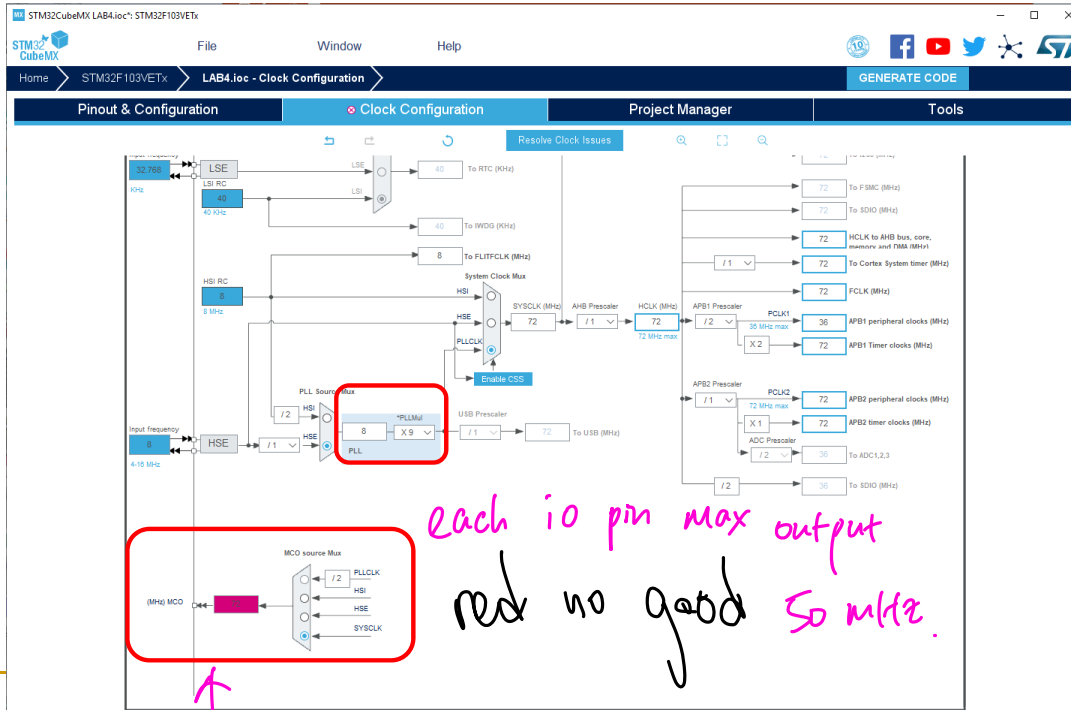 MX STM32CubeMX LAB4.ioc*: STM32F103VETx
STM32
CubeMX
File
Window
Help
10
Home
STM32F103VETx
LAB4.ioc - Clock Configuration
GENERATE CODE
Pinout & Configuration
Clock Configuration
Project Manager
Tools
Resolve Clock Issues
32.768
KHz
LSE
LSE
40
To RTC (KHz)
LSI RC
40
40 KHz
LSI
40
To IWDG (KHz)
8
To FLITFCLK (MHz)
HSI RC
8
8 MHz
System Clock Mux
HSI
HSE
PLLCLK
SYSCLK (MHz)
72
AHB Prescaler
/ 1
HCLK (MHz)
72
72 MHz max
Enable CSS
72
To FSMC (MHz)
72
To SDIO (MHz)
72
HCLK to AHB bus, core,
memory and DMA (MHz)
/ 1
72
To Cortex System timer (MHz)
72
FCLK (MHz)
APB1 Prescaler
/ 2
PCLK1
36 MHz max
36
APB1 peripheral clocks (MHz)
X 2
72
APB1 Timer clocks (MHz)
APB2 Prescaler
/ 1
PCLK2
72 MHz max
72
APB2 peripheral clocks (MHz)
X 1
72
APB2 timer clocks (MHz)
ADC Prescaler
/ 2
36
To ADC1,2,3
/ 2
36
To SDIO (MHz)
PLL Source Mux
/ 2
HSI
HSE
Input frequency
8
4-16 MHz
HSE
/ 1
8
*PLLMul
X 9
PLL
USB Prescaler
/ 1
72
To USB (MHz)
each io pin max output
red no good 50 MHz.
MCO source Mux
(MHz) MCO
/ 2
PLLCLK
HSI
HSE
SYSCLK